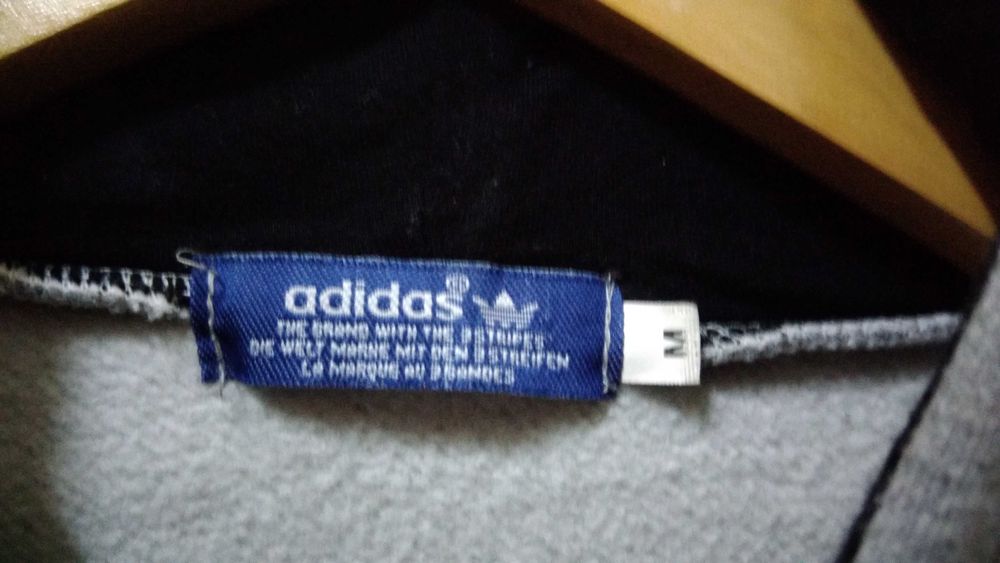 adidas®
THE BRAND WITH THE 3 STRIPES
DIE WELT MARKE MIT DEN 3 STREIFEN
LA MARQUE AU 3 BANDES
M